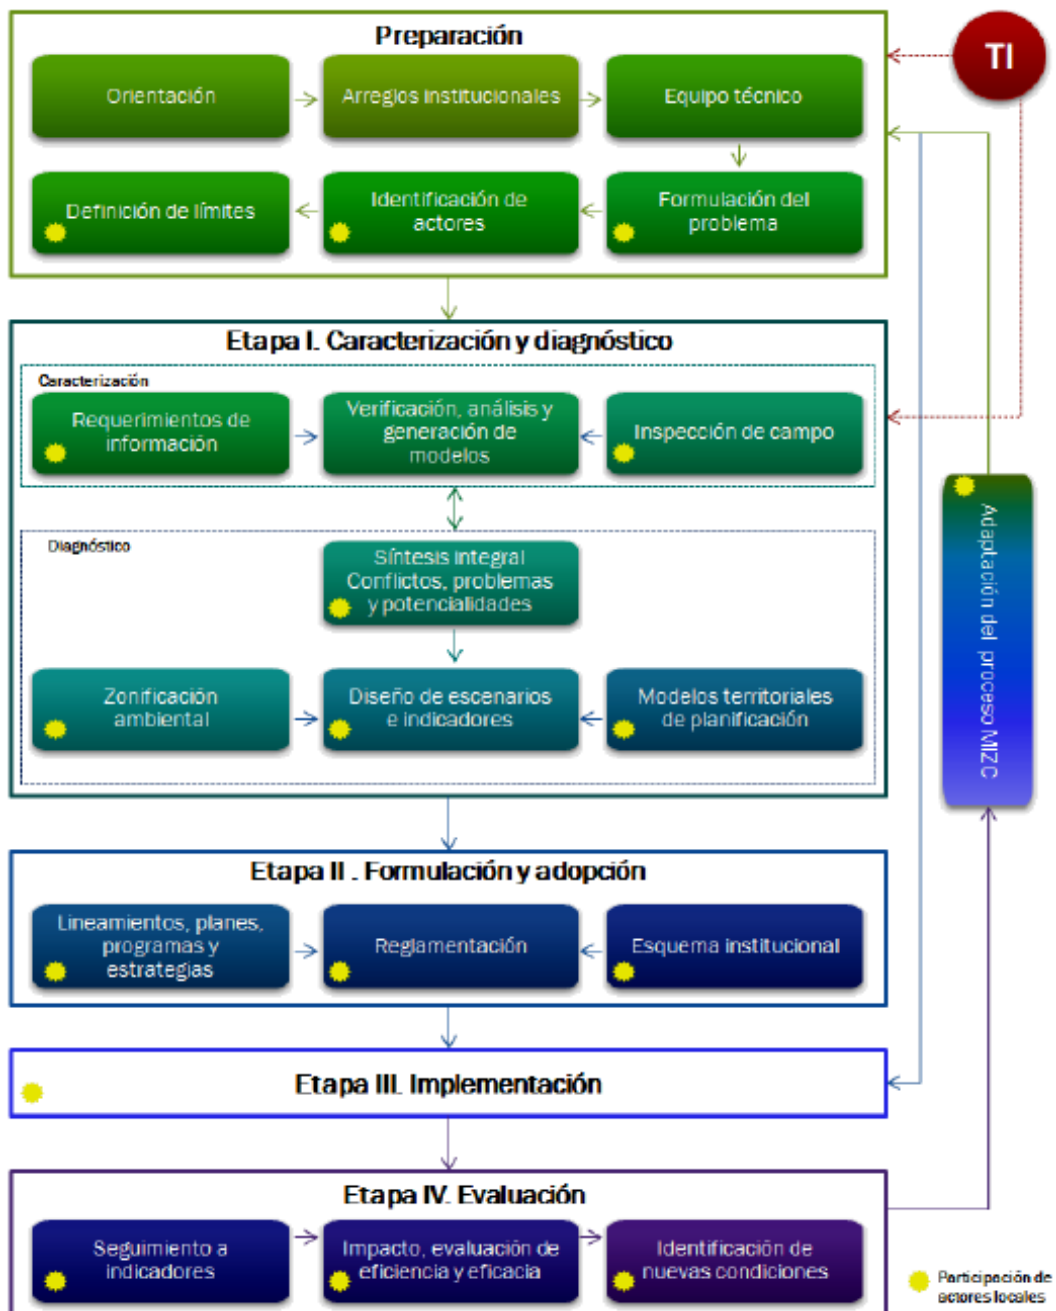 Preparación
TI
Orientación
Arreglos institucionales
Equipo técnico
Definición de límites
Identificación de
actores
Formulación del
problema
Etapa I. Caracterización y diagnóstico
Caracterización
Requerimientos de
información
Verificación, análisis y
generación de
modelos
Inspección de campo
Diagnóstico
Síntesis integral
Conflictos, problemas
y potencialidades
Zonificación
ambiental
Diseño de escenarios
e indicadores
Modelos territoriales
de planificación
Adaptación del proceso MIZC
Etapa II . Formulación y adopción
Lineamientos, planes,
programas y
estrategias
Reglamentación
Esquema institucional
Etapa III. Implementación
Etapa IV. Evaluación
Seguimiento a
indicadores
Impacto, evaluación de
eficiencia y eficacia
Identificación de
nuevas condiciones
Participación de
actores locales